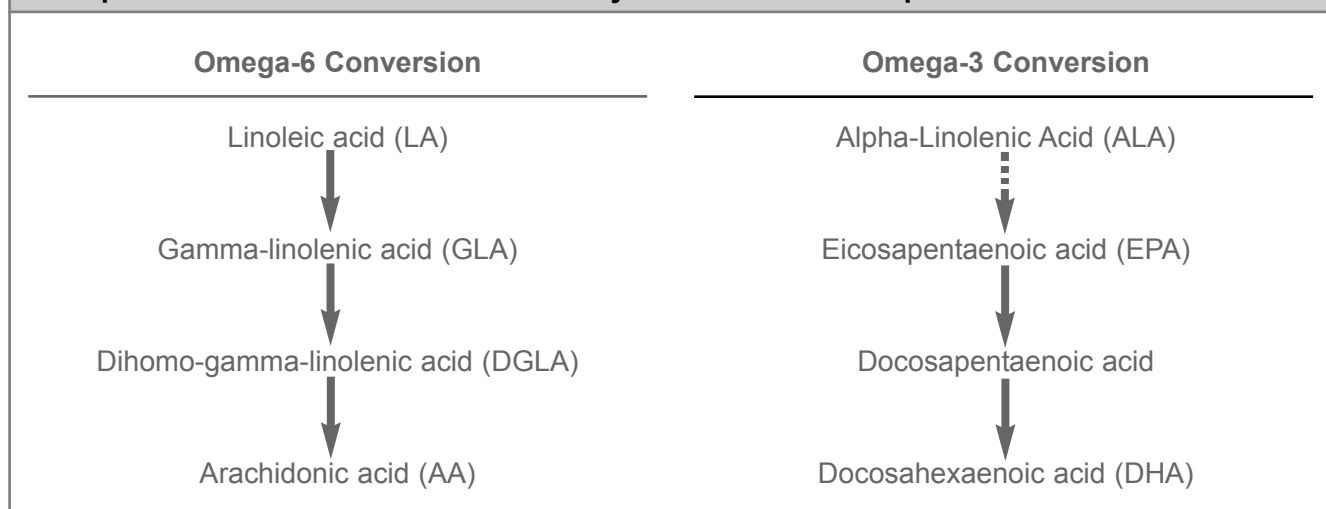 Omega-6 Conversion
Linoleic acid (LA)
Gamma-linolenic acid (GLA)
Dihomo-gamma-linolenic acid (DGLA)
Arachidonic acid (AA)
Omega-3 Conversion
Alpha-Linolenic Acid (ALA)
Eicosapentaenoic acid (EPA)
Docosapentaenoic acid
Docosahexaenoic acid (DHA)